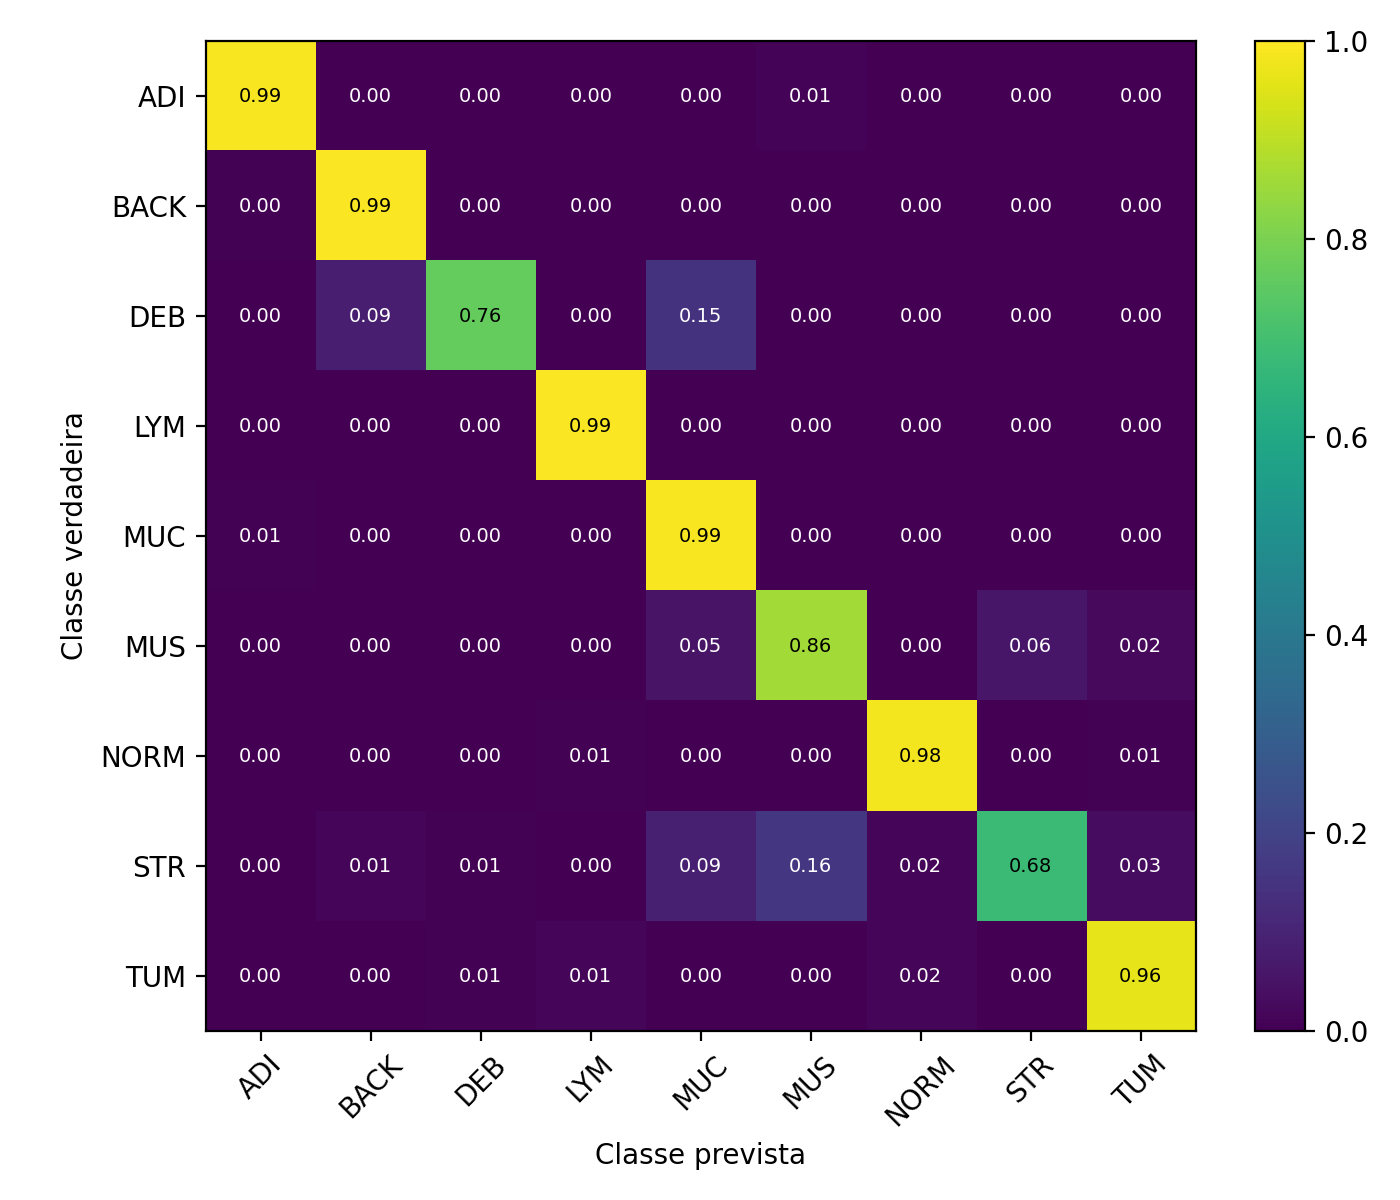 ADI 0.99 0.00 0.00 0.00 0.00 0.01 0.00 0.00 0.00
BACK 0.00 0.99 0.00 0.00 0.00 0.00 0.00 0.00 0.00
DEB 0.00 0.09 0.76 0.00 0.15 0.00 0.00 0.00 0.00
LYM 0.00 0.00 0.00 0.99 0.00 0.00 0.00 0.00 0.00
MUC 0.01 0.00 0.00 0.00 0.99 0.00 0.00 0.00 0.00
MUS 0.00 0.00 0.00 0.00 0.05 0.86 0.00 0.06 0.02
NORM 0.00 0.00 0.00 0.01 0.00 0.00 0.98 0.00 0.01
STR 0.00 0.01 0.01 0.00 0.09 0.16 0.02 0.68 0.03
TUM 0.00 0.00 0.01 0.01 0.00 0.00 0.02 0.00 0.96
ADI BACK DEB LYM MUC MUS NORM STR TUM
Classe prevista
Classe verdadeira
1.0
0.8
0.6
0.4
0.2
0.0